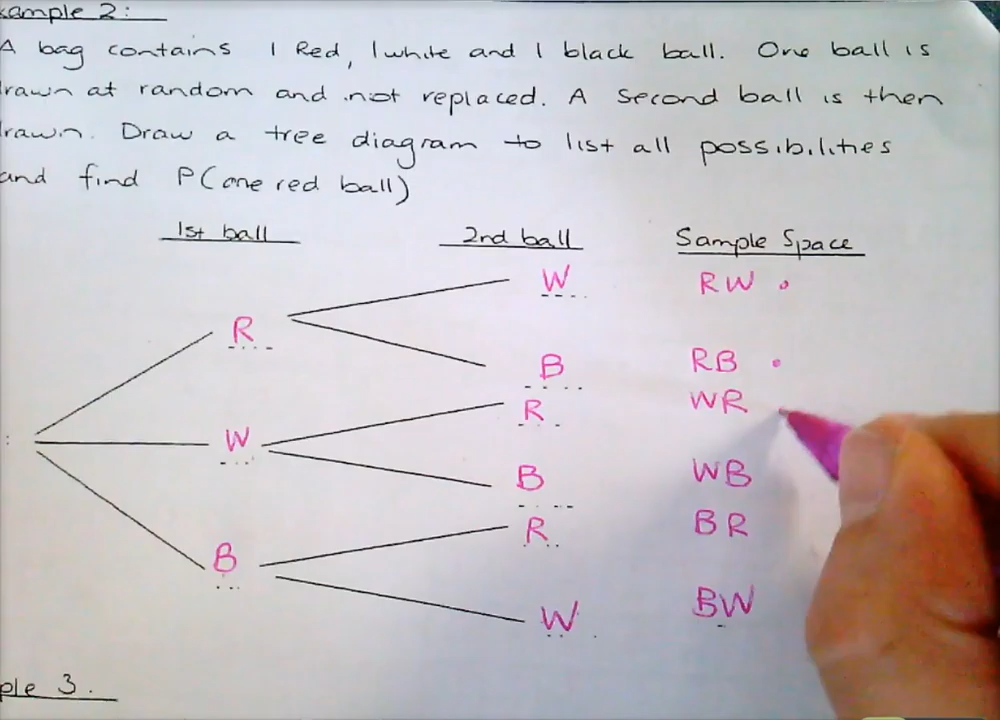 xample 2:
A bag contains 1 Red, 1 white and 1 black ball. One ball is
rawn at random and not replaced. A Second ball is then
rawn. Draw a tree diagram to list all possibilities
and find P(one red ball)
1st ball 2nd ball Sample Space
W RW
R
B RB
R WR
W
B WB
R BR
B
W BW
ple 3.